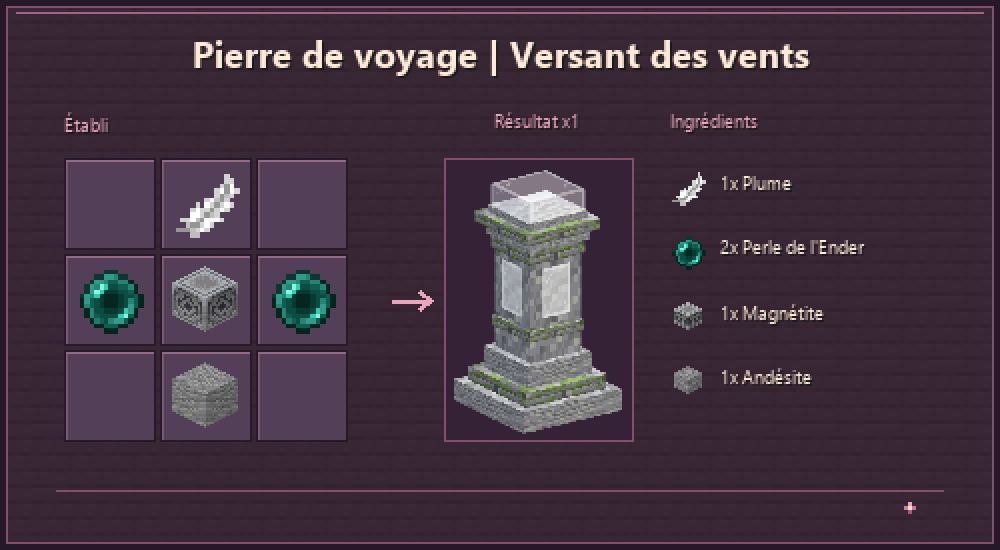 Pierre de voyage | Versant des vents
Établi
Résultat x1
Ingrédients
1x Plume
2x Perle de l'Ender
1x Magnétite
1x Andésite